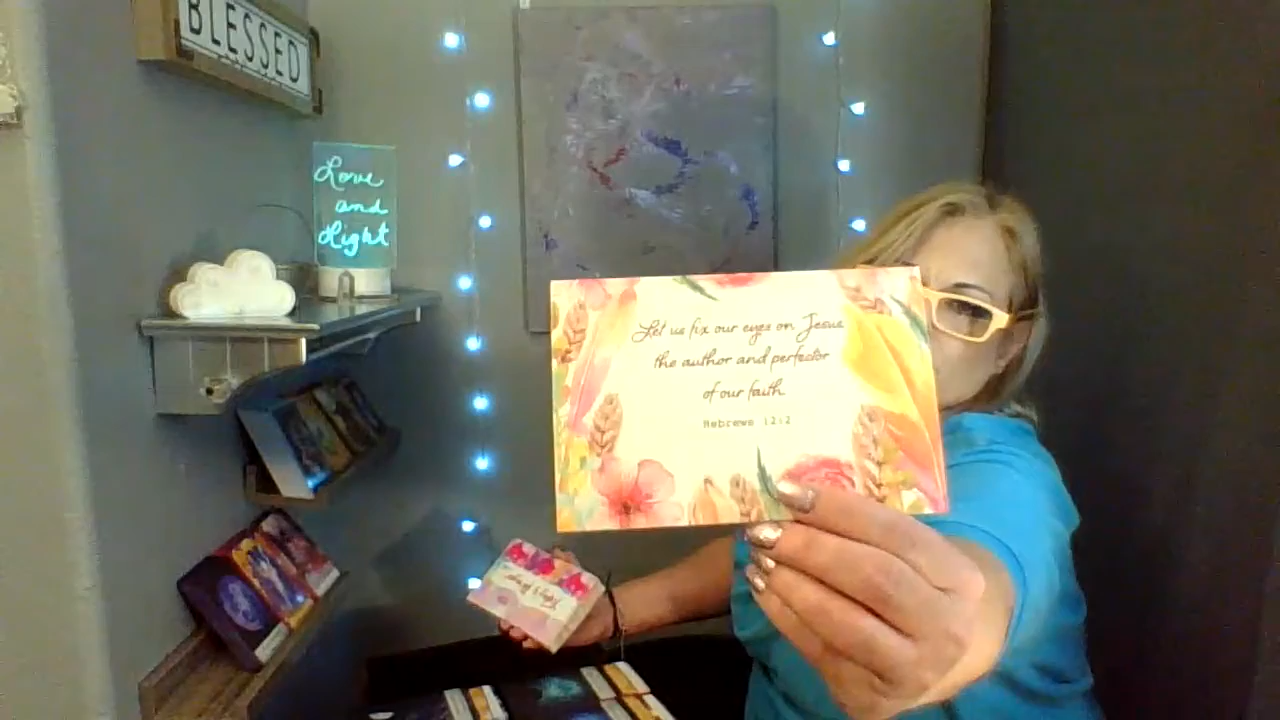 BLESSED
Love
and
Light
Let us fix our eyes on Jesus
the author and perfector
of our faith.
Hebrews 12:2